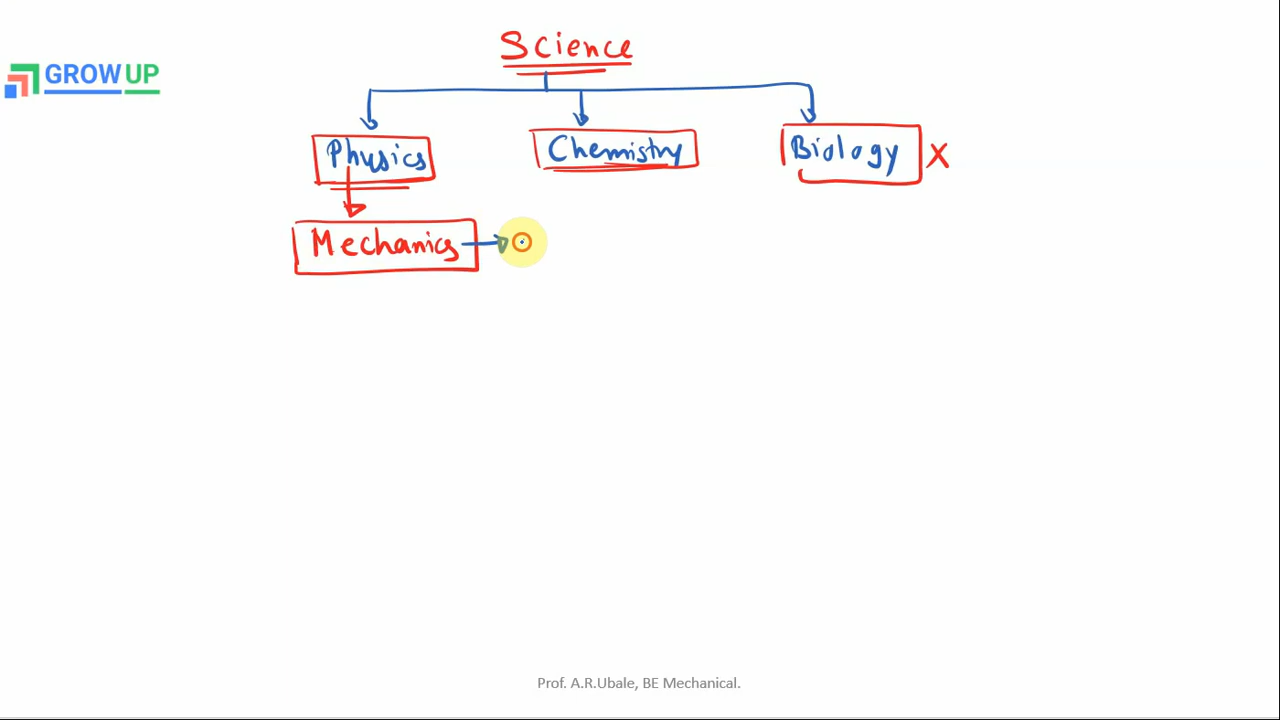 Science
GROW UP
Physics
Chemistry
Biology X
Mechanics
Prof. A.R.Ubale, BE Mechanical.